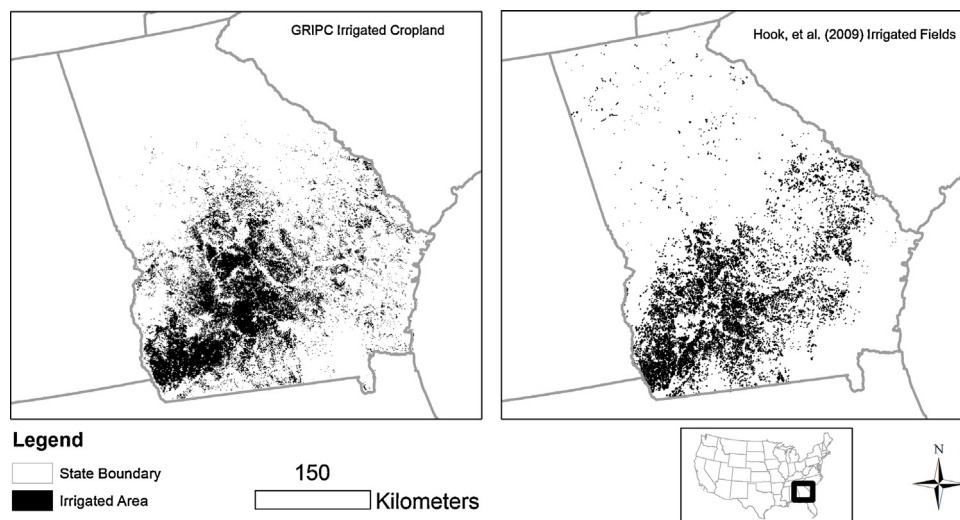 GRIPC Irrigated Cropland
Hook, et al. (2009) Irrigated Fields
Legend
State Boundary
Irrigated Area
150
Kilometers
N